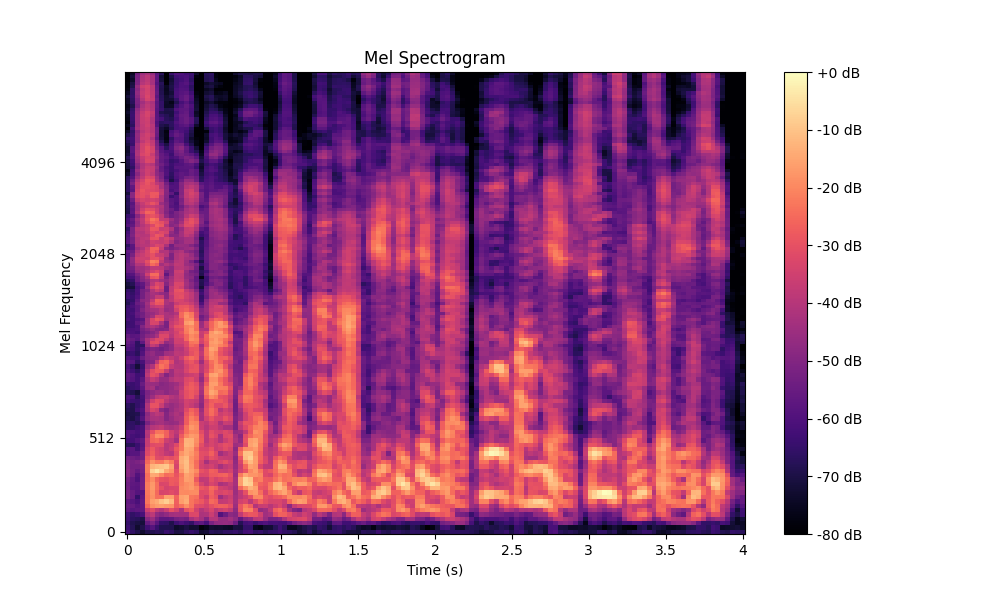 Mel Spectrogram
Mel Frequency
4096
2048
1024
512
0
0 0.5 1 1.5 2 2.5 3 3.5 4
Time (s)
+0 dB
-10 dB
-20 dB
-30 dB
-40 dB
-50 dB
-60 dB
-70 dB
-80 dB